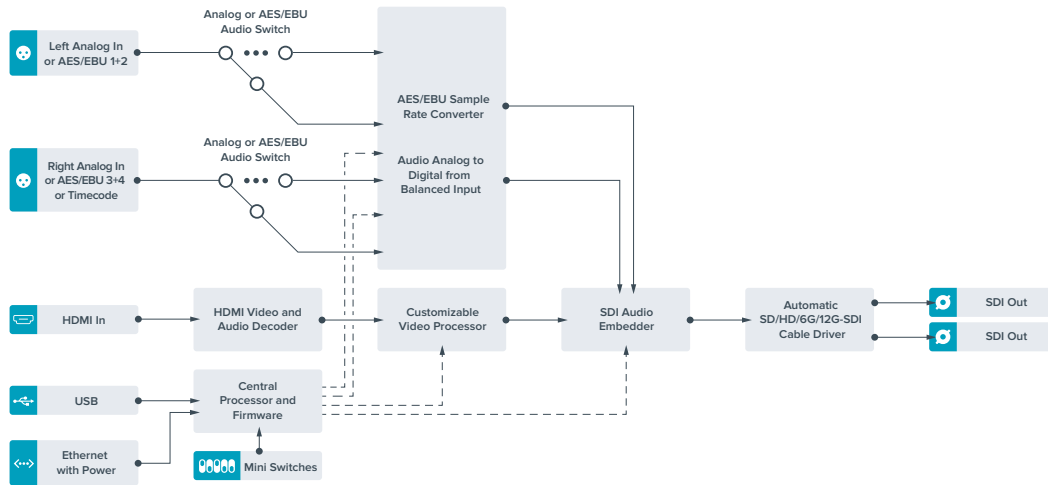 Analog or AES/EBU
Audio Switch
Left Analog In
or AES/EBU 1+2
AES/EBU Sample
Rate Converter
Analog or AES/EBU
Audio Switch
Right Analog In
or AES/EBU 3+4
or Timecode
Audio Analog to
Digital from
Balanced Input
HDMI In
HDMI Video and
Audio Decoder
Customizable
Video Processor
SDI Audio
Embedder
Automatic
SD/HD/6G/12G-SDI
Cable Driver
SDI Out
SDI Out
USB
Central
Processor and
Firmware
Ethernet
with Power
Mini Switches